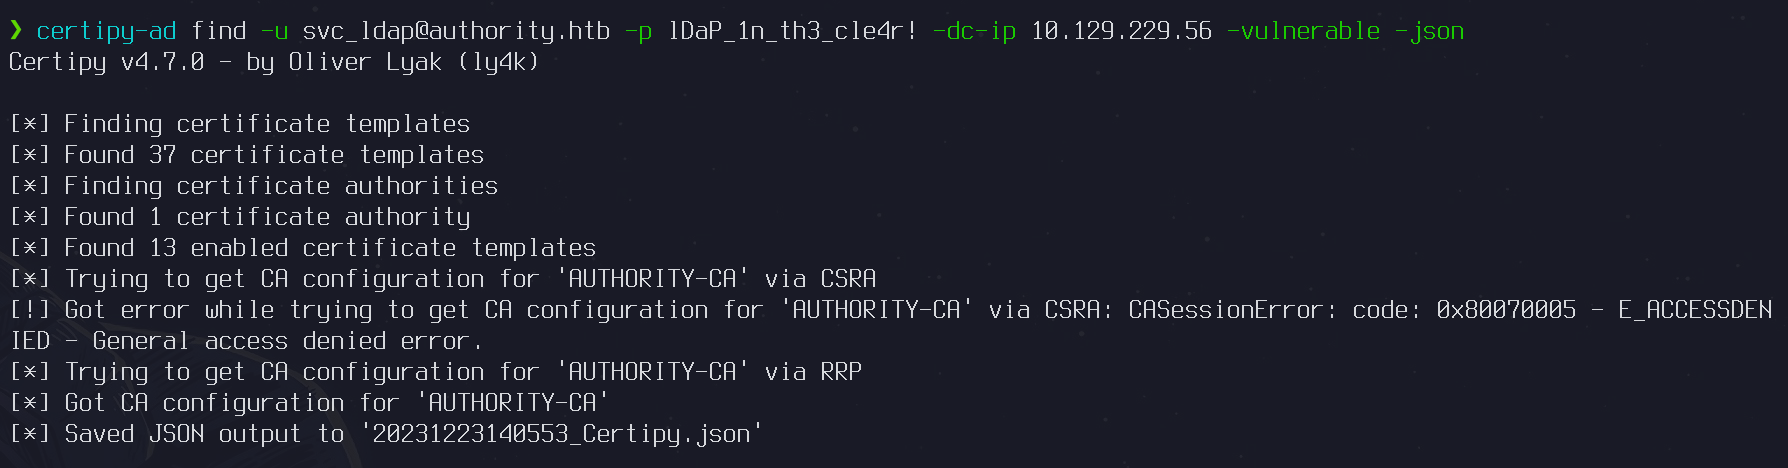 ❯ certipy-ad find -u svc_ldap@authority.htb -p lDaP_1n_th3_cle4r! -dc-ip 10.129.229.56 -vulnerable -json
Certipy v4.7.0 - by Oliver Lyak (ly4k)
[*] Finding certificate templates
[*] Found 37 certificate templates
[*] Finding certificate authorities
[*] Found 1 certificate authority
[*] Found 13 enabled certificate templates
[*] Trying to get CA configuration for 'AUTHORITY-CA' via CSRA
[!] Got error while trying to get CA configuration for 'AUTHORITY-CA' via CSRA: CASessionError: code: 0x80070005 - E_ACCESSDEN
IED - General access denied error.
[*] Trying to get CA configuration for 'AUTHORITY-CA' via RRP
[*] Got CA configuration for 'AUTHORITY-CA'
[*] Saved JSON output to '20231223140553_Certipy.json'